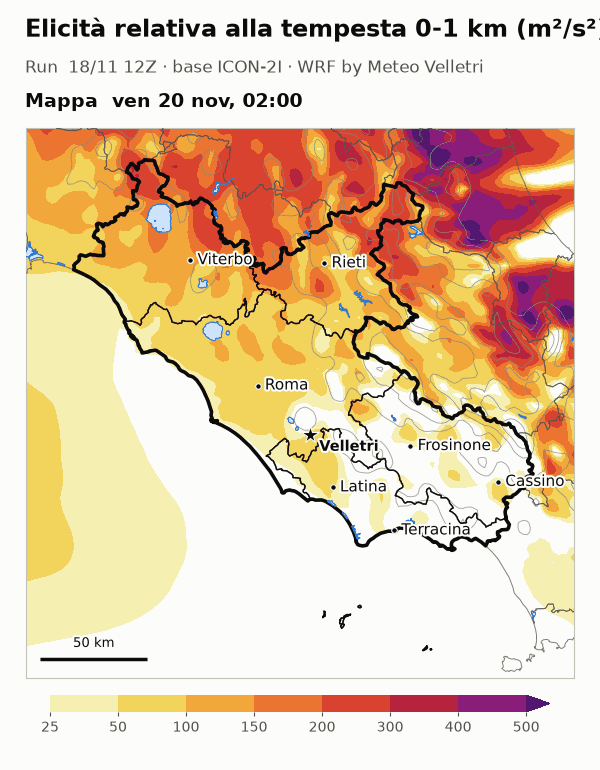 Elicità relativa alla tempesta 0-1 km (m²/s²)
Run 18/11 12Z · base ICON-2I · WRF by Meteo Velletri
Mappa ven 20 nov, 02:00
Viterbo
Rieti
Roma
Velletri
Frosinone
Latina
Cassino
Terracina
50 km
25 50 100 150 200 300 400 500